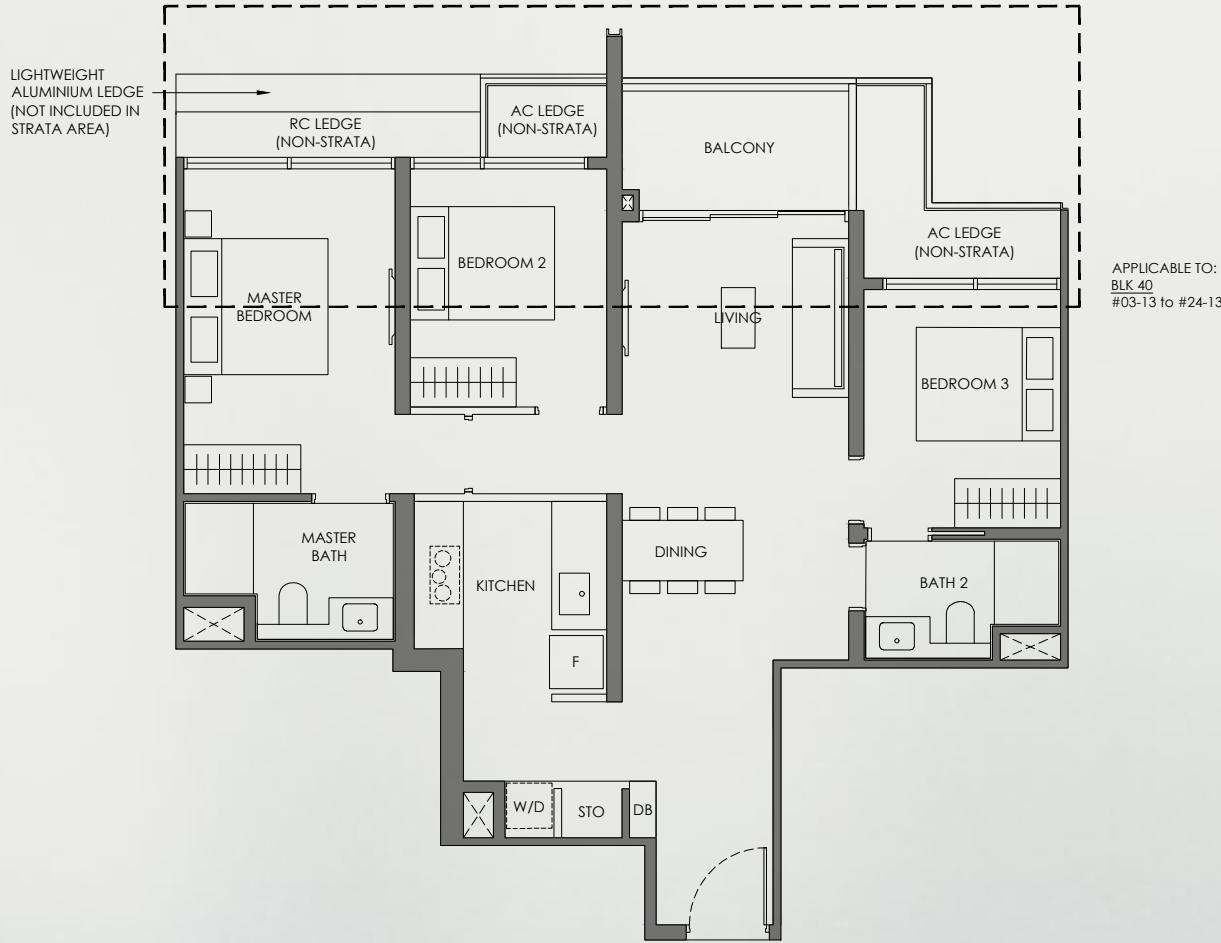 LIGHTWEIGHT
ALUMINIUM LEDGE
(NOT INCLUDED IN
STRATA AREA)
RC LEDGE
(NON-STRATA)
AC LEDGE
(NON-STRATA)
BALCONY
AC LEDGE
(NON-STRATA)
APPLICABLE TO:
BLK 40
#03-13 to #24-13
MASTER
BEDROOM
BEDROOM 2
LIVING
BEDROOM 3
MASTER
BATH
KITCHEN
DINING
BATH 2
F
W/D
STO
DB